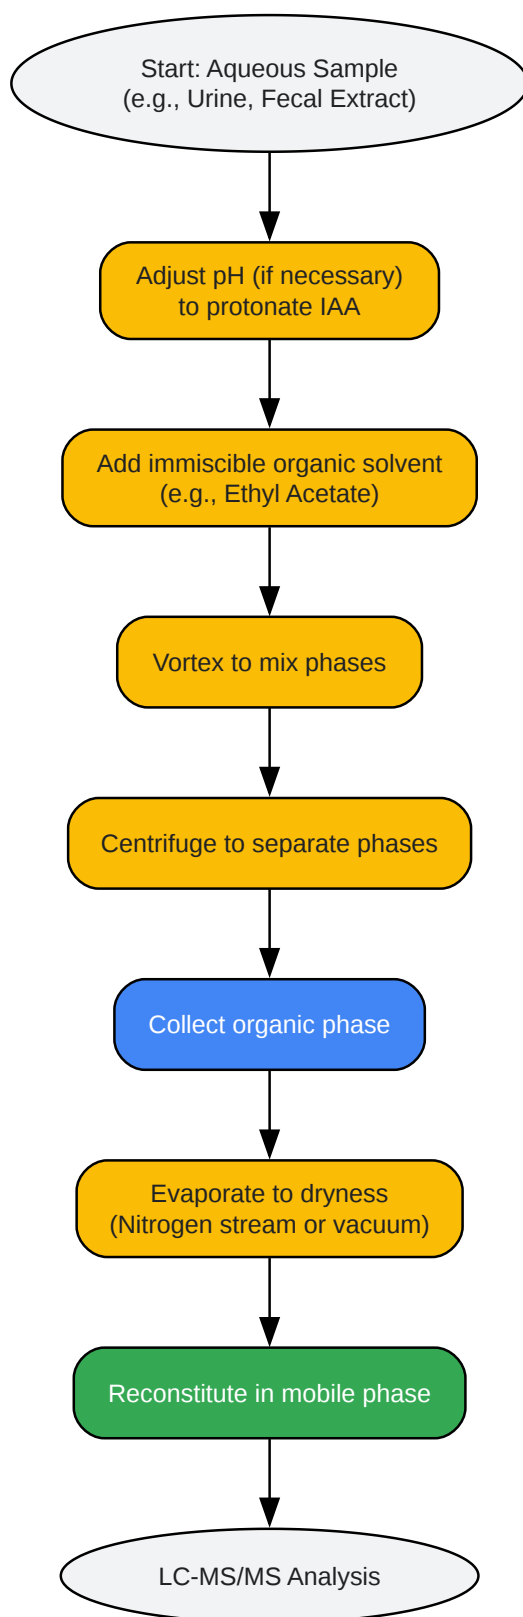 Start: Aqueous Sample
(e.g., Urine, Fecal Extract)
Adjust pH (if necessary)
to protonate IAA
Add immiscible organic solvent
(e.g., Ethyl Acetate)
Vortex to mix phases
Centrifuge to separate phases
Collect organic phase
Evaporate to dryness
(Nitrogen stream or vacuum)
Reconstitute in mobile phase
LC-MS/MS Analysis